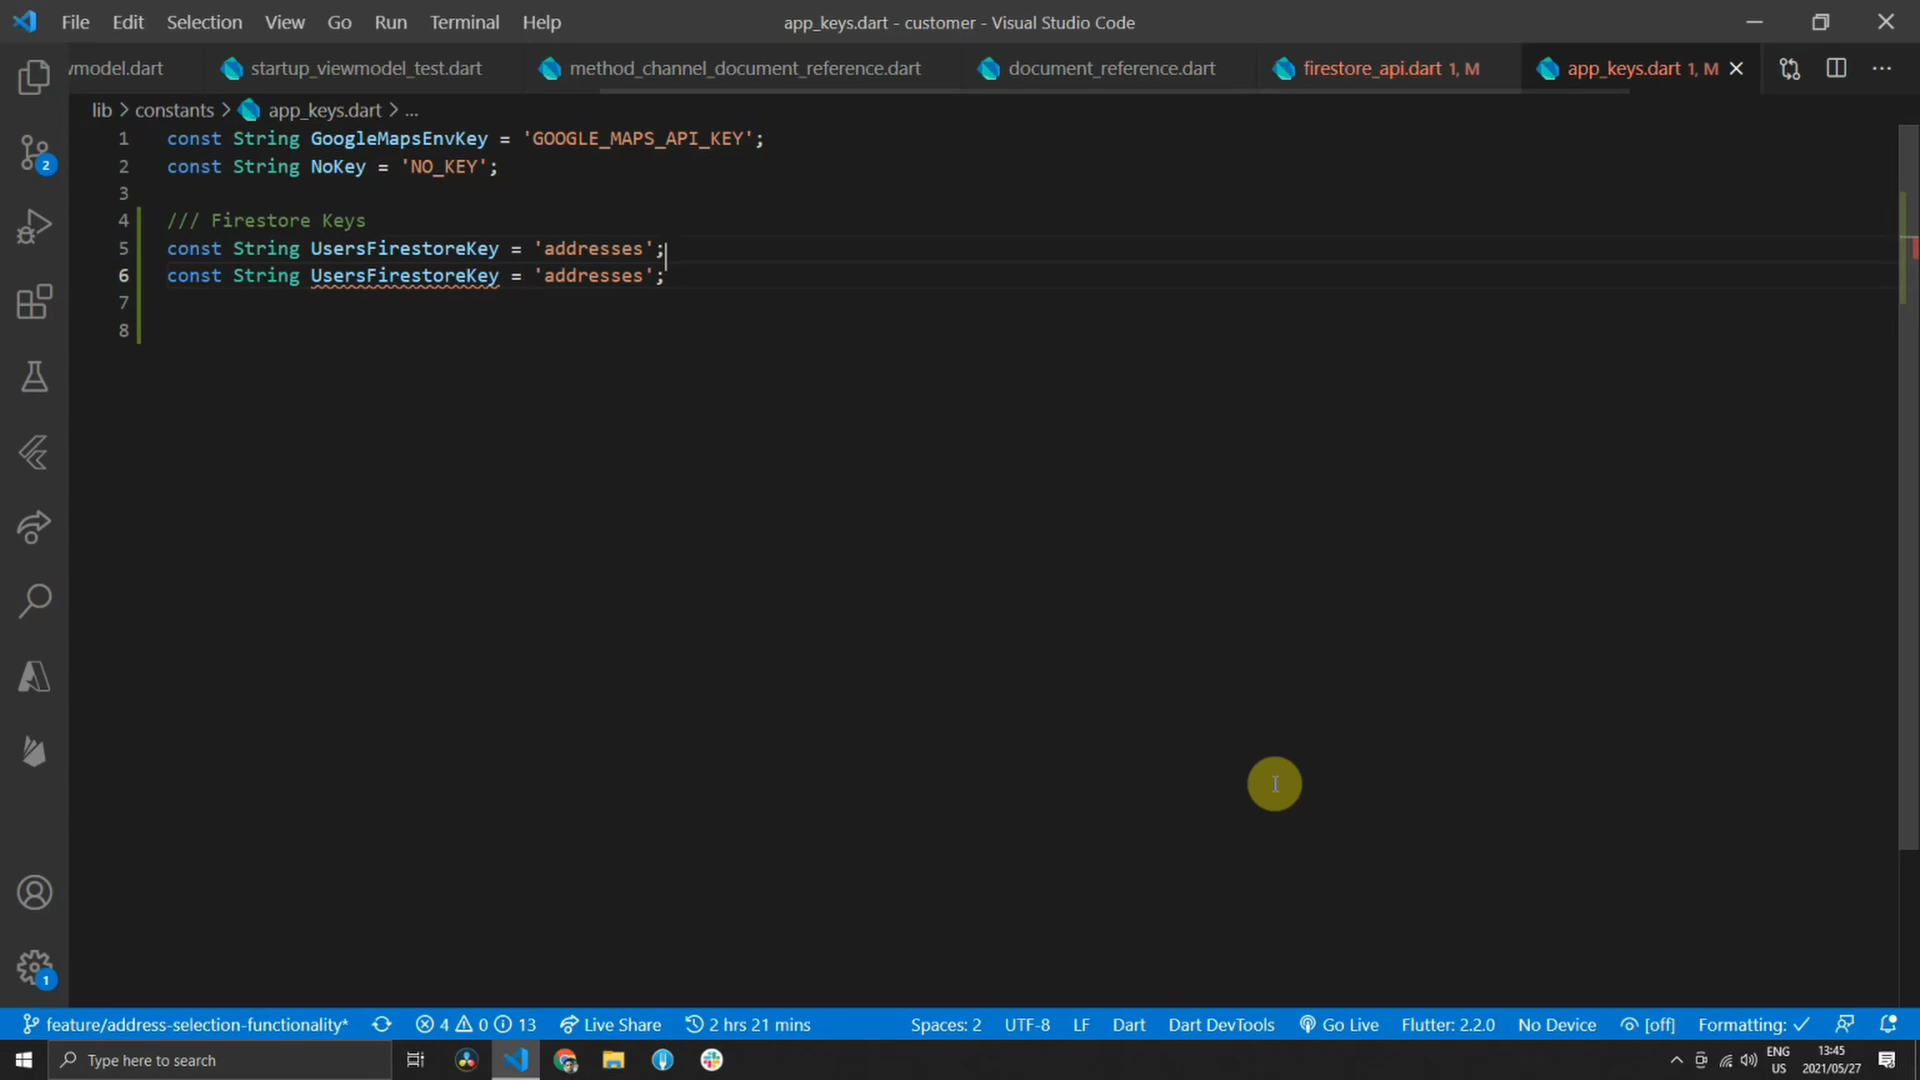 File Edit Selection View Go Run Terminal Help
app_keys.dart - customer - Visual Studio Code
wmodel.dart startup_viewmodel_test.dart method_channel_document_reference.dart document_reference.dart firestore_api.dart 1, M app_keys.dart 1, M
lib > constants > app_keys.dart > ...
1 const String GoogleMapsEnvKey = 'GOOGLE_MAPS_API_KEY';
2 const String NoKey = 'NO_KEY';
3
4 /// Firestore Keys
5 const String UsersFirestoreKey = 'addresses';
6 const String UsersFirestoreKey = 'addresses';
7
8
2
1
feature/address-selection-functionality* 4 0 13 Live Share 2 hrs 21 mins Spaces: 2 UTF-8 LF Dart Dart DevTools Go Live Flutter: 2.2.0 No Device [off] Formatting: ✓
Type here to search
ENG
US
13:45
2021/05/27